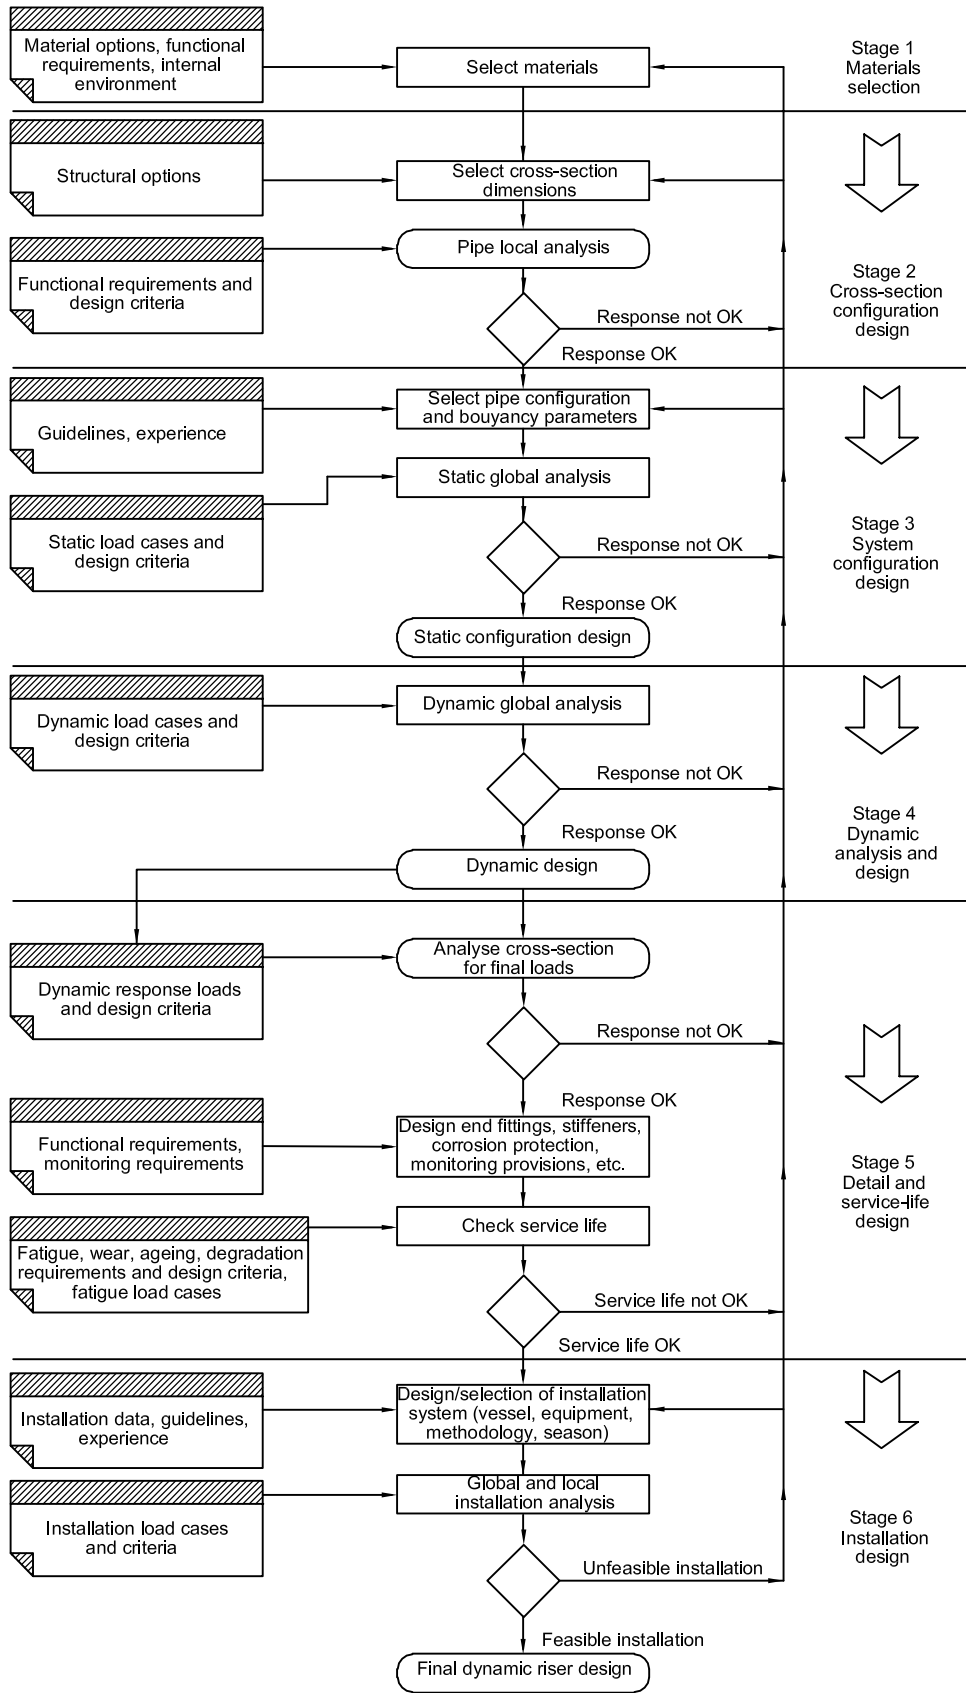 Material options, functional
requirements, internal
environment
Select materials
Stage 1
Materials
selection
Structural options
Select cross-section
dimensions
Pipe local analysis
Functional requirements and
design criteria
Response not OK
Response OK
Stage 2
Cross-section
configuration
design
Select pipe configuration
and bouyancy parameters
Guidelines, experience
Static global analysis
Static load cases and
design criteria
Response not OK
Response OK
Static configuration design
Stage 3
System
configuration
design
Dynamic global analysis
Dynamic load cases and
design criteria
Response not OK
Response OK
Dynamic design
Stage 4
Dynamic
analysis and
design
Analyse cross-section
for final loads
Dynamic response loads
and design criteria
Response not OK
Response OK
Design end fittings, stiffeners,
corrosion protection,
monitoring provisions, etc.
Functional requirements,
monitoring requirements
Check service life
Fatigue, wear, ageing, degradation
requirements and design criteria,
fatigue load cases
Service life not OK
Service life OK
Stage 5
Detail and
service-life
design
Design/selection of installation
system (vessel, equipment,
methodology, season)
Installation data, guidelines,
experience
Global and local
installation analysis
Installation load cases
and criteria
Unfeasible installation
Feasible installation
Final dynamic riser design
Stage 6
Installation
design